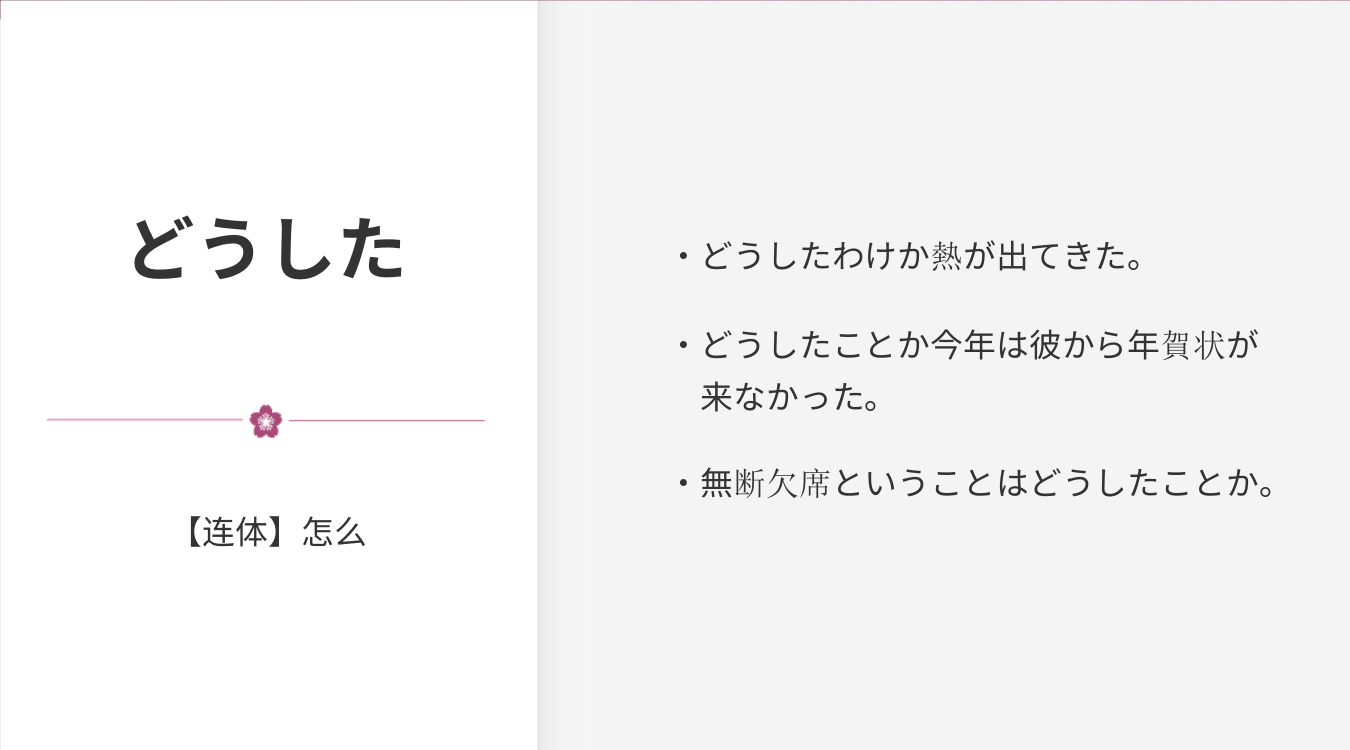 どうした
【连体】怎么
・どうしたわけか熱が出てきた。
・どうしたことか今年は彼から年賀状が
来なかった。
・無断欠席ということはどうしたことか。